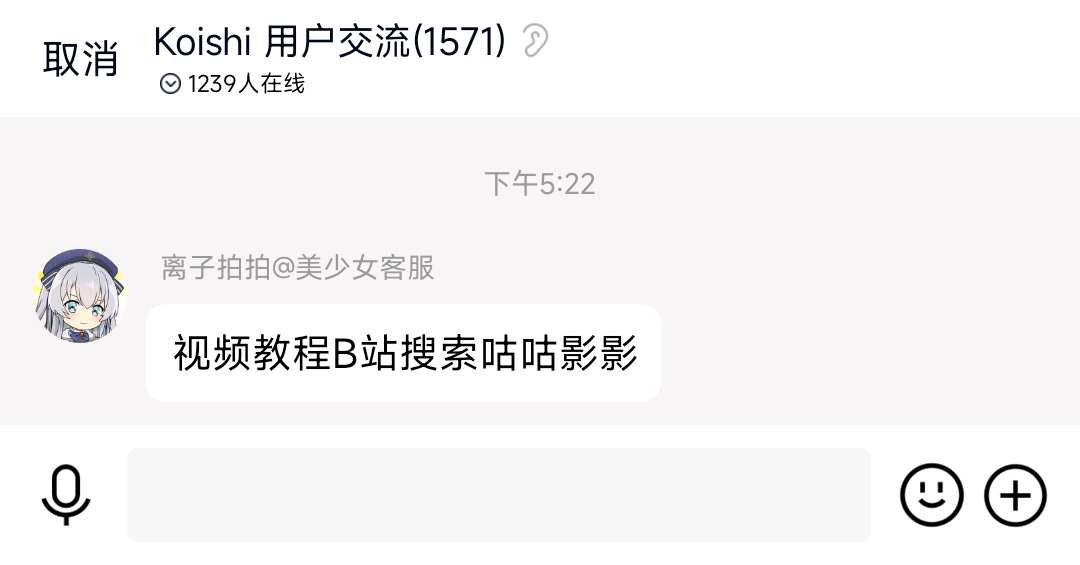 取消
Koishi 用户交流(1571)
1239人在线
下午5:22
离子拍拍@美少女客服
视频教程B站搜索咕咕影影